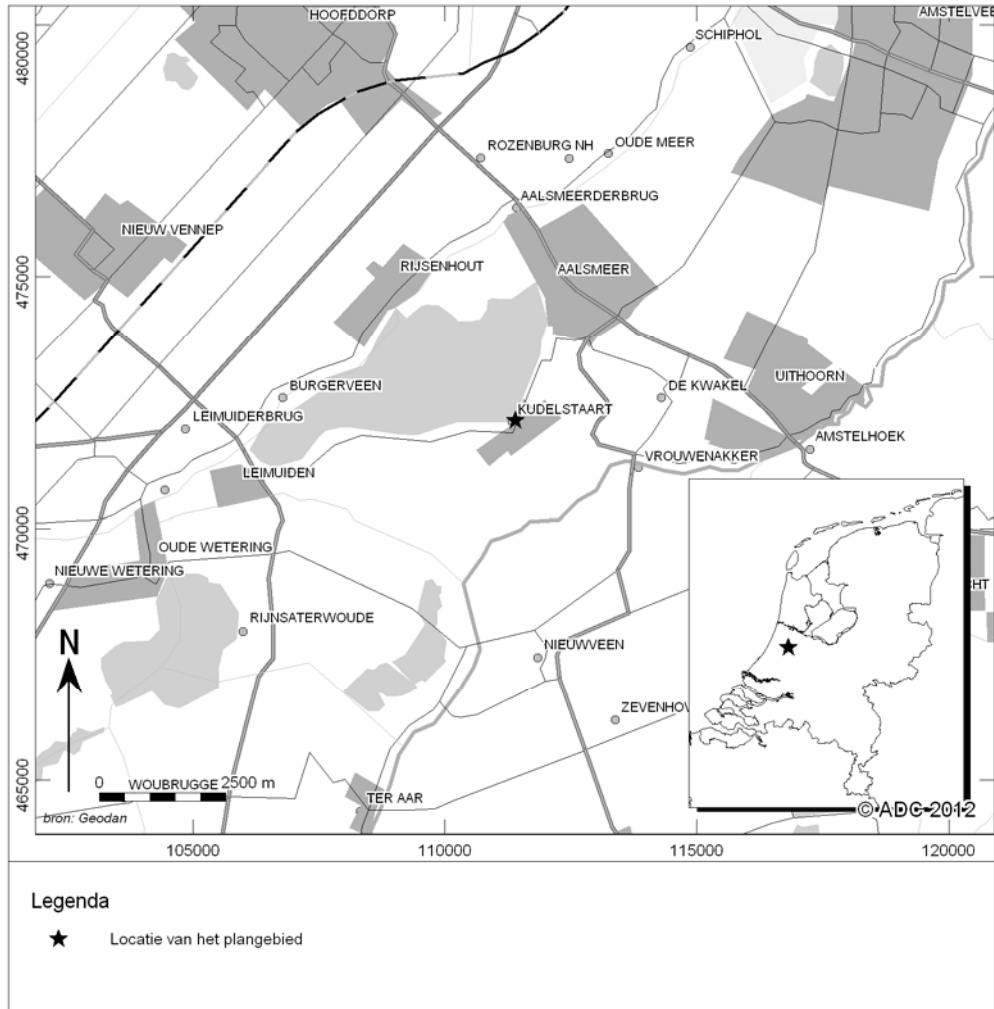 HOOFDDORP
AMSTELVEE
SCHIPHOL
480000
ROZENBURG NH
OUDE MEER
AALSMEERDERBRUG
NIEUW VENNEP
RIJSENHOUT
AALSMEER
475000
UITHOORN
BURGERVEEN
DE KWAKEL
LEIMUIDERBRUG
KUDELSTAART
AMSTELHOEK
VROUWENAKKER
LEIMUIDEN
470000
OUDE WETERING
NIEUWE WETERING
CHT
RIJNSATERWOUDE
N
NIEUWVEEN
ZEVENHOV
465000
0 WOUBRUGGE 2500 m
TER AAR
bron: Geodan
© ADC 2012
105000 110000 115000 120000
Legenda
Locatie van het plangebied